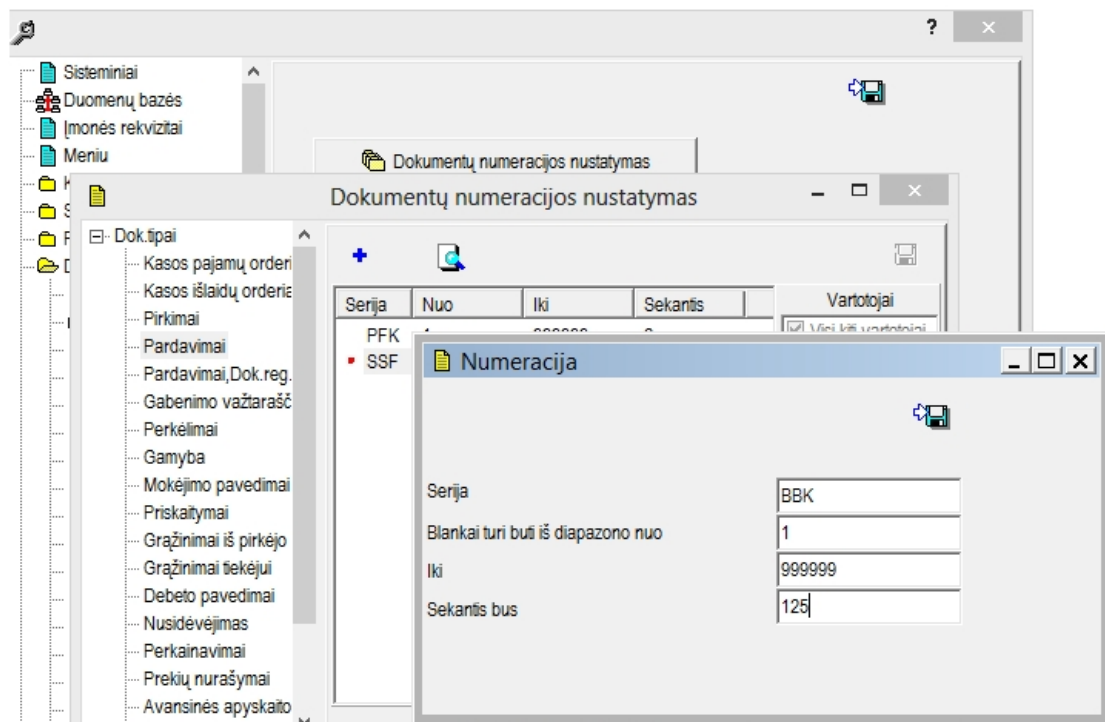 ?
Sisteminiai
Duomenų bazės
Įmonės rekvizitai
Meniu
Dokumentų numeracijos nustatymas
Dokumentų numeracijos nustatymas
Dok.tipai
Kasos pajamų orderi
Kasos išlaidų orderia
Pirkimai
Pardavimai
Pardavimai,Dok.reg.
Gabenimo važtarašč
Perkėlimai
Gamyba
Mokėjimo pavedimai
Priskaitymai
Grąžinimai iš pirkėjo
Grąžinimai tiekėjui
Debeto pavedimai
Nusidėvėjimas
Perkainavimai
Prekių nurašymai
Avansinės apyskaito
Serija Nuo Iki Sekantis Vartotojai
PFK Visi kiti vartotojai
SSF
Numeracija
Serija BBK
Blankai turi buti iš diapazono nuo 1
Iki 999999
Sekantis bus 125